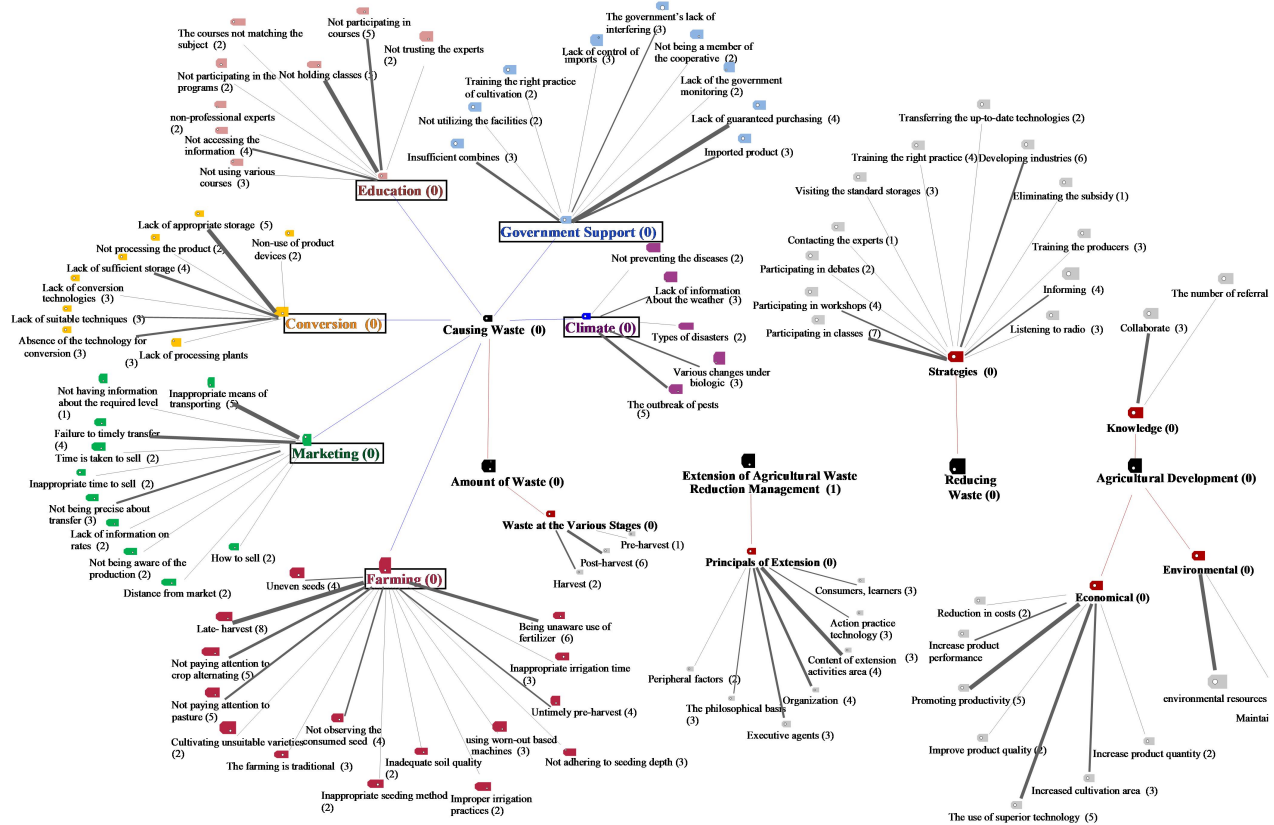 The courses not matching the
subject (2)
Not participating in
courses (5)
Not trusting the experts
(2)
Not participating in the
programs (2)
Not holding classes (5)
non-professional experts
(2)
Not accessing the
information (4)
Not using various
courses (3)
Education (0)
The government's lack of
interfering (3)
Lack of control of
imports (3)
Not being a member of
the cooperative (2)
Training the right practice
of cultivation (2)
Lack of the government
monitoring (2)
Not utilizing the facilities (2)
Lack of guaranteed purchasing (4)
Insufficient combines (3)
Imported product (3)
Government Support (0)
Lack of appropriate storage (5)
Not processing the product (2)
Non-use of product
devices (2)
Lack of sufficient storage (4)
Lack of conversion
technologies (3)
Lack of suitable techniques (3)
Absence of the technology for
conversion (3)
Lack of processing plants
(3)
Conversion (0)
Causing Waste (0)
Climate (0)
Not preventing the diseases (2)
Lack of information
About the weather (3)
Types of disasters (2)
Various changes under
biologic (3)
The outbreak of pests
(5)
Transferring the up-to-date technologies (2)
Training the right practice (4)
Developing industries (6)
Visiting the standard storages (3)
Eliminating the subsidy (1)
Contacting the experts (1)
Training the producers (3)
Participating in debates (2)
Participating in workshops (4)
Informing (4)
Participating in classes (7)
Listening to radio (3)
Strategies (0)
Reducing
Waste (0)
The number of referral
Collaborate (3)
Knowledge (0)
Agricultural Development (0)
Not having information
about the required level
(1)
Inappropriate means of
transporting (5)
Failure to timely transfer
(4)
Time is taken to sell (2)
Inappropriate time to sell (2)
Not being precise about
transfer (3)
Lack of information on
rates (2)
Not being aware of the
production (2)
How to sell (2)
Distance from market (2)
Marketing (0)
Amount of Waste (0)
Waste at the Various Stages (0)
Pre-harvest (1)
Post-harvest (6)
Harvest (2)
Extension of Agricultural Waste
Reduction Management (1)
Principals of Extension (0)
Consumers, learners (3)
Action practice
technology (3)
Content of extension (3)
activities area (4)
Peripheral factors (2)
Organization (4)
The philosophical basis
(3)
Executive agents (3)
Farming (0)
Uneven seeds (4)
Late- harvest (8)
Being unaware use of
fertilizer (6)
Not paying attention to
crop alternating (5)
Inappropriate irrigation time
(3)
Not paying attention to
pasture (5)
Untimely pre-harvest (4)
Cultivating unsuitable varieties
(2)
Not observing the
consumed seed (4)
using worn-out based
machines (3)
The farming is traditional (3)
Inadequate soil quality
(2)
Not adhering to seeding depth (3)
Inappropriate seeding method
(2)
Improper irrigation
practices (2)
Environmental (0)
Economical (0)
Reduction in costs (2)
Increase product
performance
Promoting productivity (5)
environmental resources
Maintai
Improve product quality (2)
Increase product quantity (2)
Increased cultivation area (3)
The use of superior technology (5)